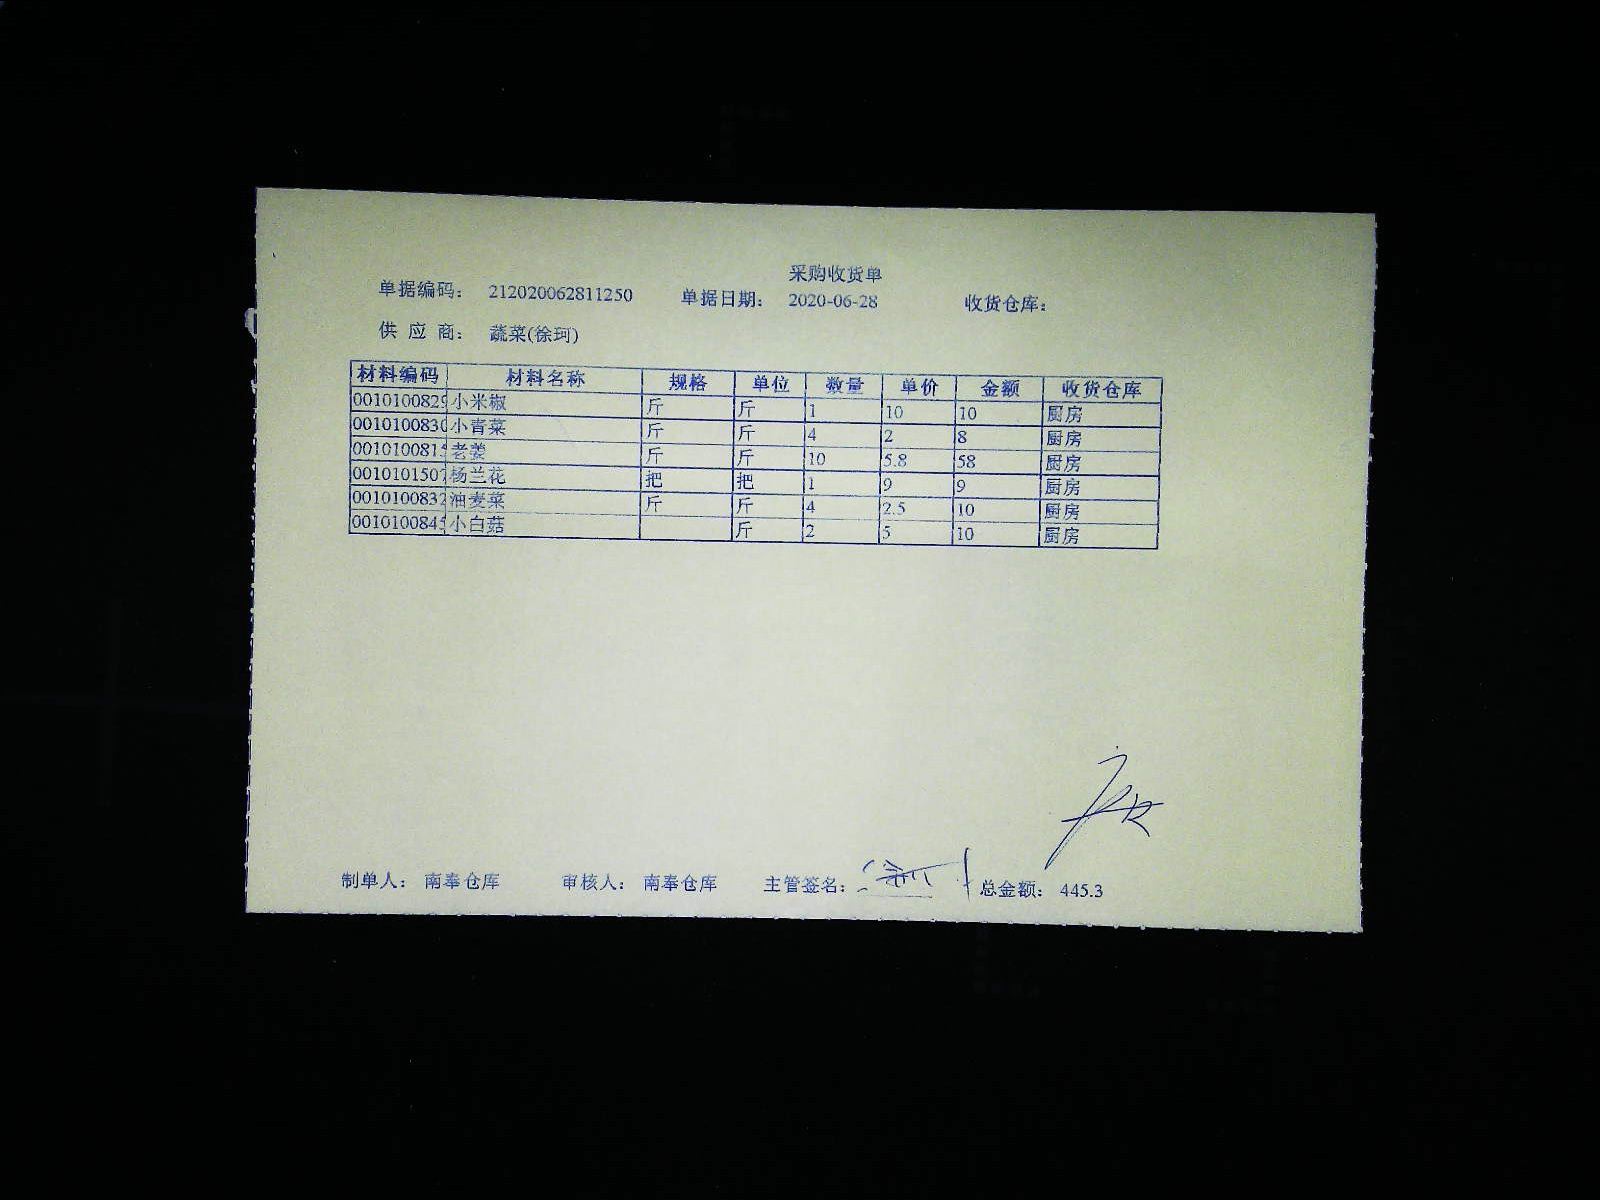 采购收货单
单据编码： 212020062811250 单据日期： 2020-06-28 收货仓库：
供 应 商： 蔬菜(徐珂)
材料编码 材料名称 规格 单位 数量 单价 金额 收货仓库
001010082 小米椒 斤 斤 1 10 10 厨房
001010083 小青菜 斤 斤 4 2 8 厨房
001010081 老姜 斤 斤 10 5.8 58 厨房
001010150 杨兰花 把 把 1 9 9 厨房
001010083 油麦菜 斤 斤 4 2.5 10 厨房
001010084 小白菇 斤 2 5 10 厨房
制单人： 南奉仓库 审核人： 南奉仓库 主管签名： 总金额： 445.3